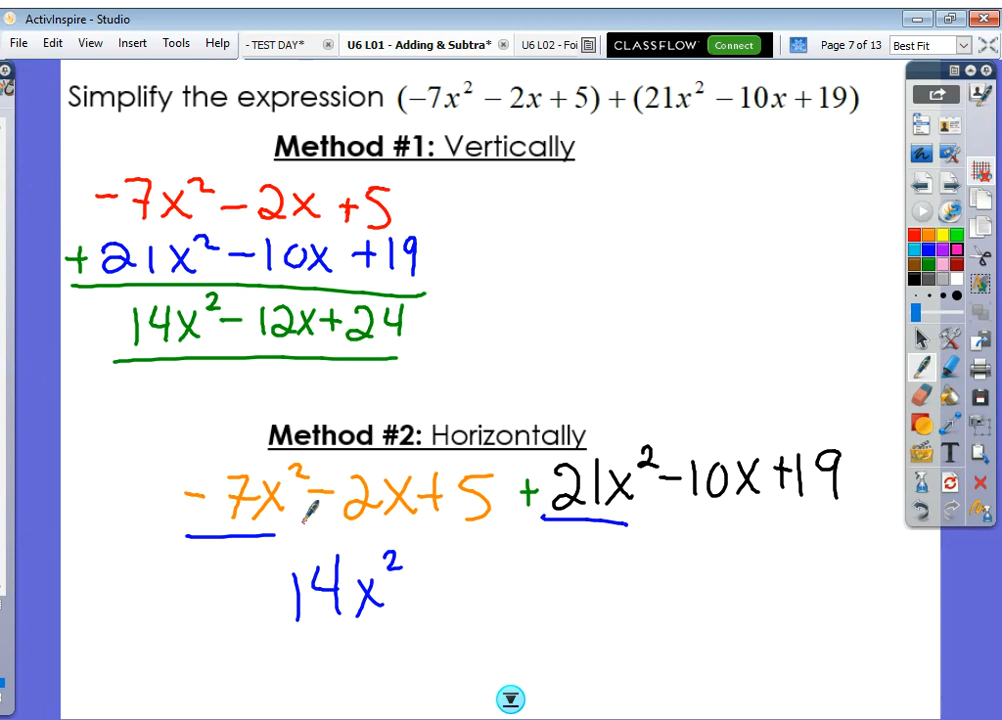 ActivInspire - Studio
File Edit View Insert Tools Help - TEST DAY* U6 L01 - Adding & Subtra* U6 L02 - Foi CLASSFLOW Connect Page 7 of 13 Best Fit
Simplify the expression (−7x² − 2x + 5) + (21x² − 10x + 19)
Method #1: Vertically
-7x² - 2x + 5
+ 21x² - 10x + 19
14x² - 12x + 24
Method #2: Horizontally
- 7x² - 2x + 5 + 21x² - 10x + 19
14x²